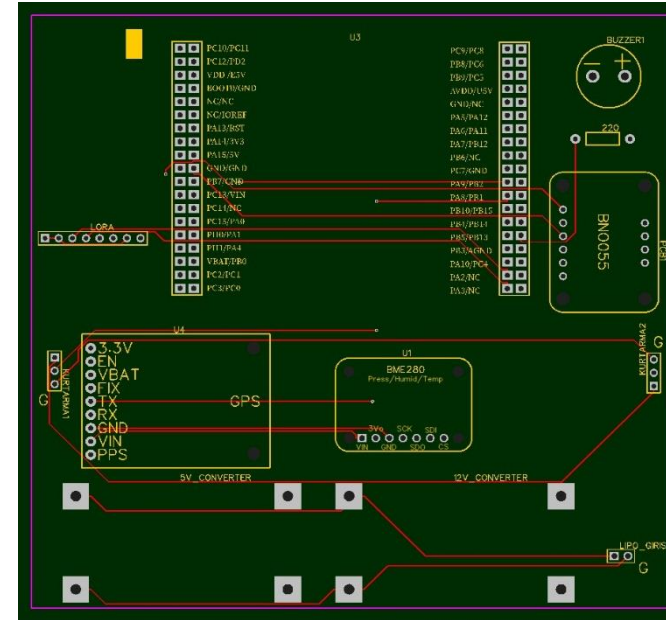 U3
BUZZER1
PC10/PC11
PC12/PD2
VDD/E5V
BOOT0/GND
NC/NC
NC/IOREF
PA13/RST
PA14/3V3
PA15/5V
GND/GND
PB7/GND
PC13/VIN
PC14/NC
PC15/PA0
PH0/PA1
PH1/PA4
VBAT/PB0
PC2/PC1
PC3/PC0
PC9/PC8
PB8/PC6
PB9/PC5
AVDD/U5V
GND/NC
PA5/PA12
PA6/PA11
PA7/PB12
PB6/NC
PC7/GND
PA9/PB2
PA8/PB1
PB10/PB15
PB4/PB14
PB5/PB13
PB3/AGND
PA10/PC4
PA2/NC
PA3/NC
− +
220
BNO055
PCB1
LORA
U4
3.3V
EN
VBAT
FIX
TX
RX
GND
VIN
PPS
GPS
G
KURTARMA1
U1
BME280
Press/Humid/Temp
3Vo SCK SDI
VIN GND SDO CS
KURTARMA2
G
5V_CONVERTER
12V_CONVERTER
LIPO_GIRIS
G